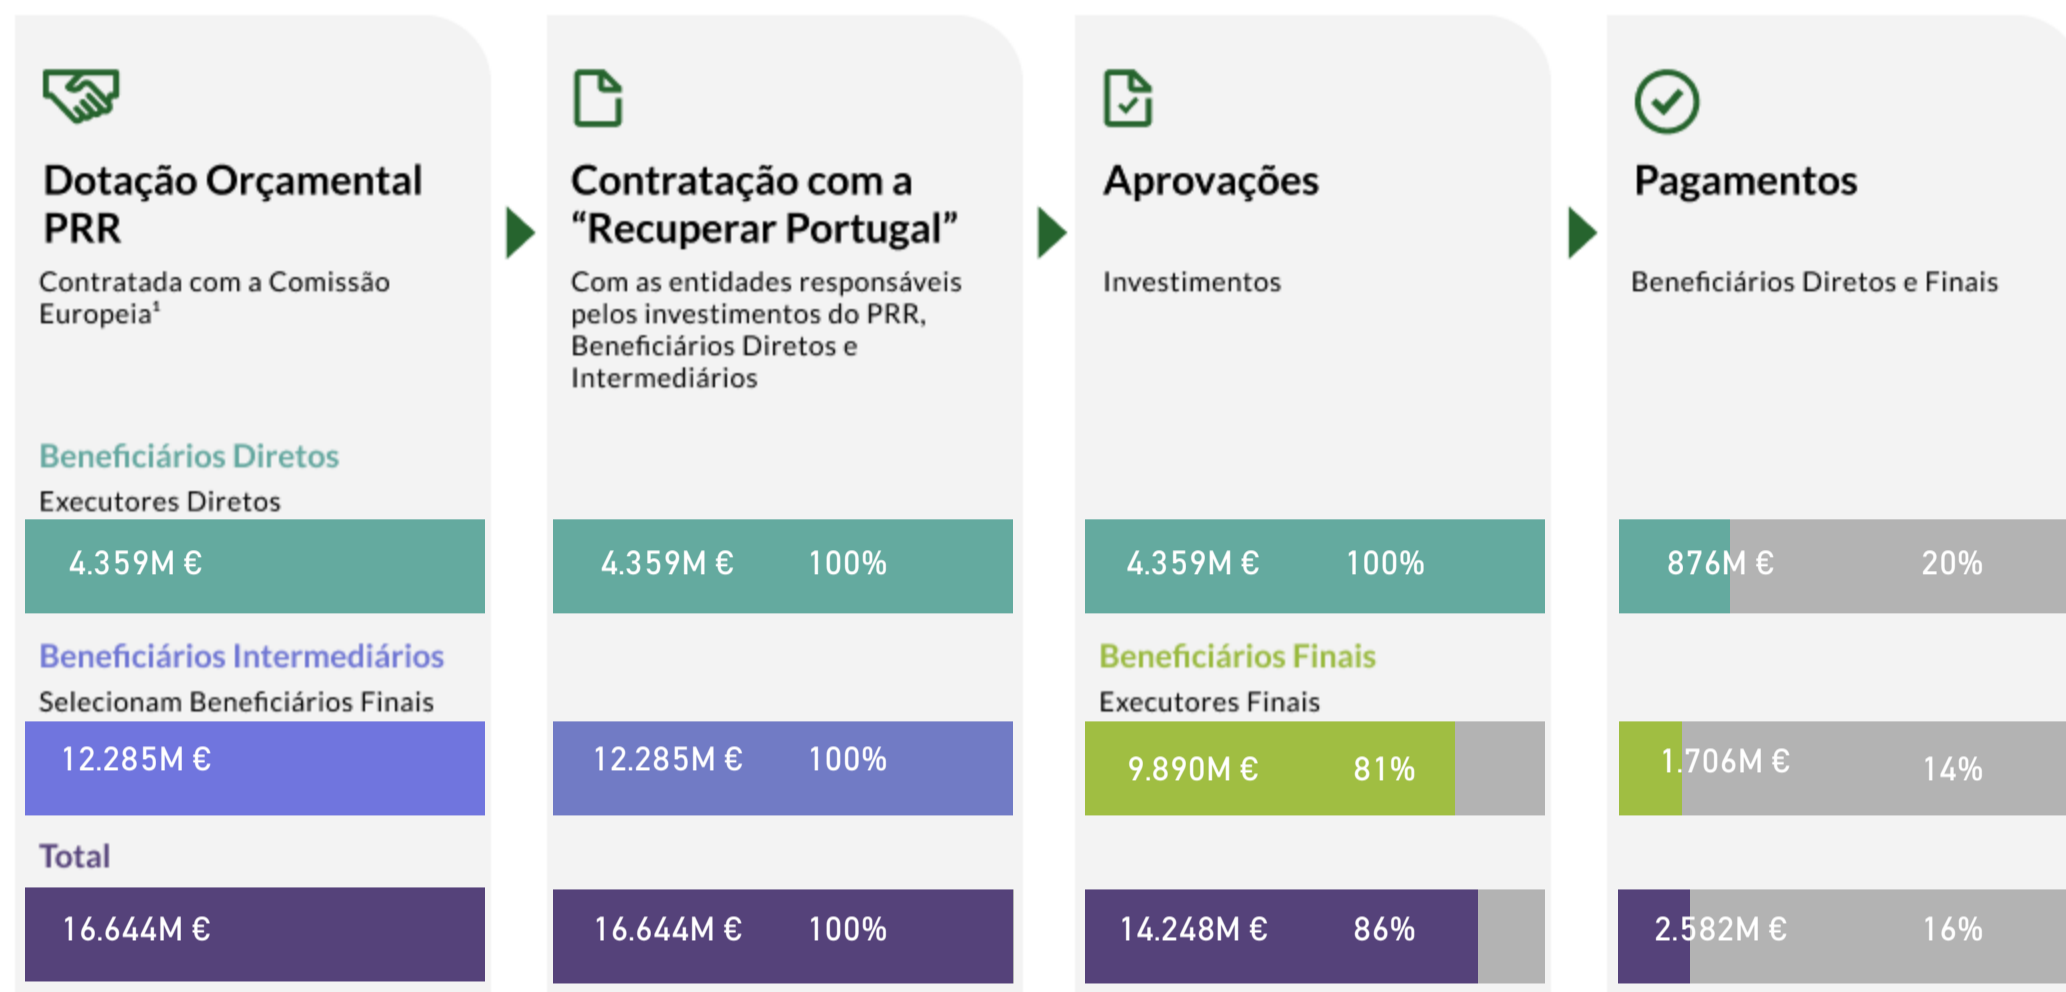 Dotação Orçamental
PRR
Contratada com a Comissão
Europeia¹
Contratação com a
“Recuperar Portugal”
Com as entidades responsáveis
pelos investimentos do PRR,
Beneficiários Diretos e
Intermediários
Aprovações
Investimentos
Pagamentos
Beneficiários Diretos e Finais
Beneficiários Diretos
Executores Diretos
4.359M €
4.359M € 100%
4.359M € 100%
876M € 20%
Beneficiários Intermediários
Selecionam Beneficiários Finais
Beneficiários Finais
Executores Finais
12.285M €
12.285M € 100%
9.890M € 81%
1.706M € 14%
Total
16.644M €
16.644M € 100%
14.248M € 86%
2.582M € 16%